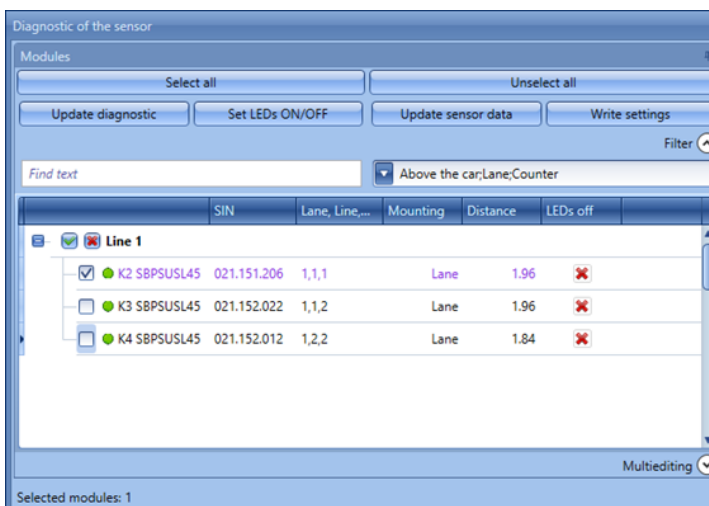 Diagnostic of the sensor
Modules
Select all Unselect all
Update diagnostic Set LEDs ON/OFF Update sensor data Write settings
Filter
Find text Above the car;Lane;Counter
SIN Lane, Line,... Mounting Distance LEDs off
Line 1
K2 SBPSUSL45 021.151.206 1,1,1 Lane 1.96
K3 SBPSUSL45 021.152.022 1,1,2 Lane 1.96
K4 SBPSUSL45 021.152.012 1,2,2 Lane 1.84
Multiediting
Selected modules: 1